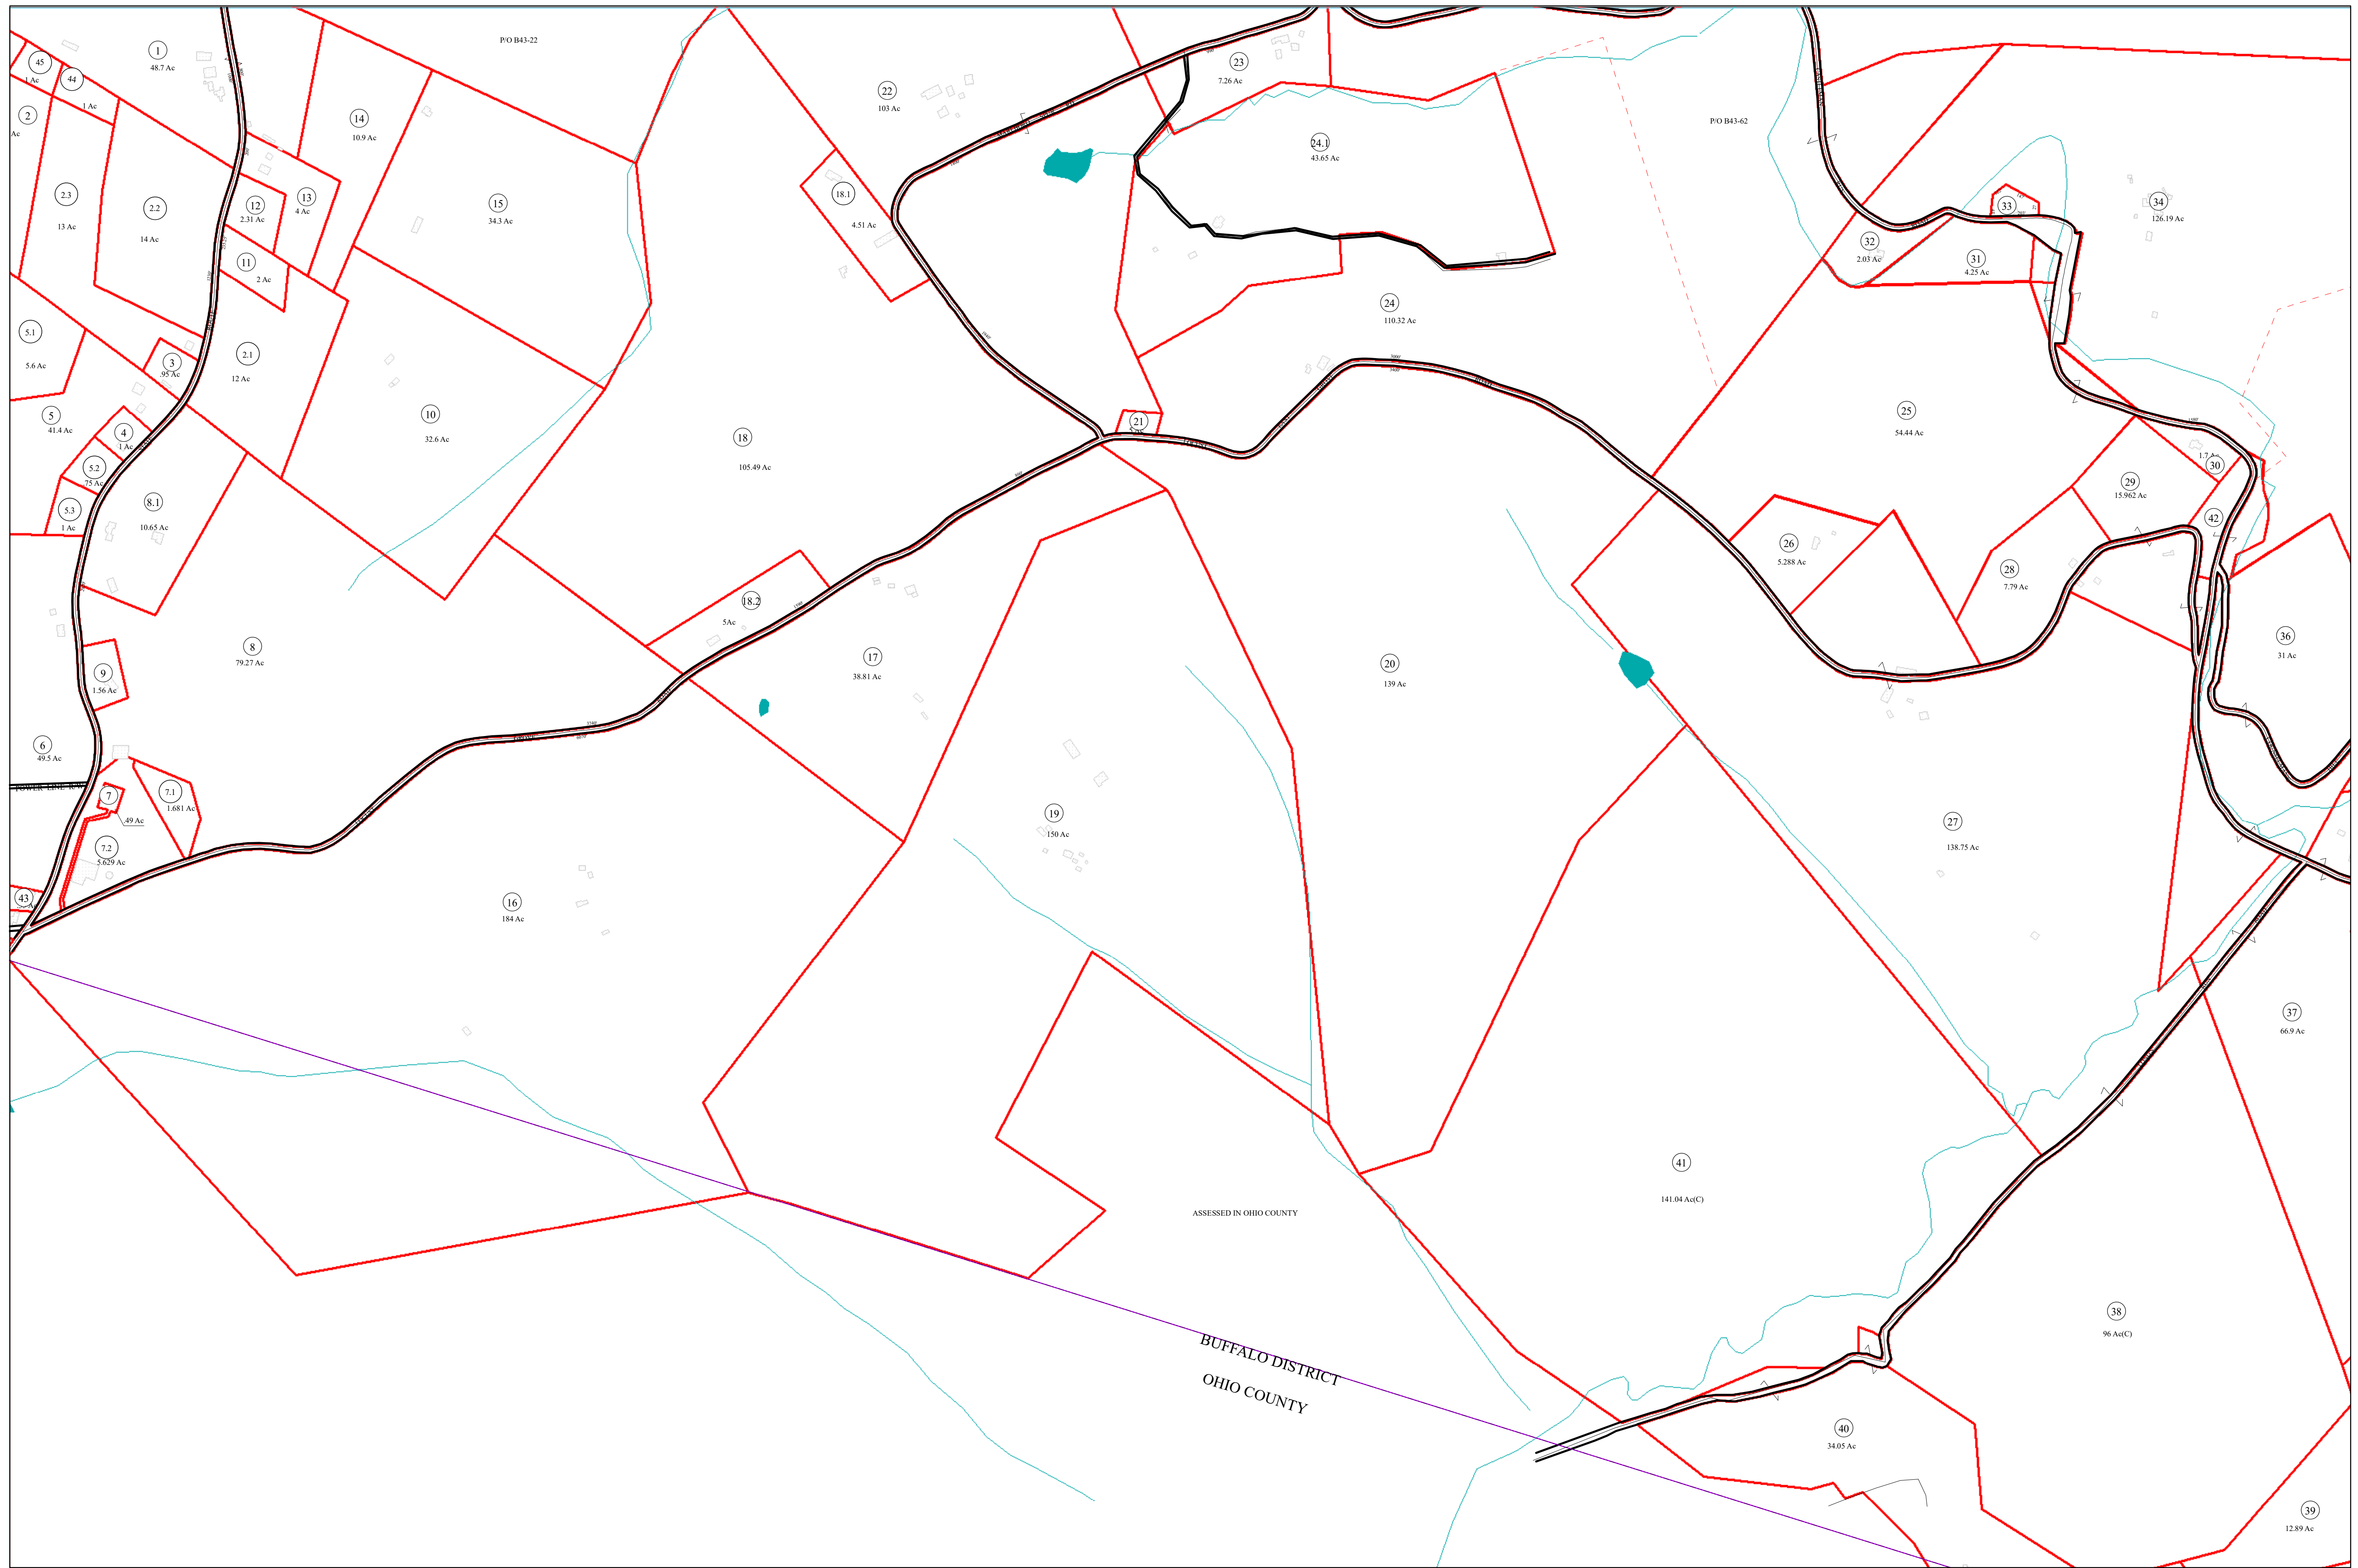 P/O B43-22
1
48.7 Ac
45
1 Ac
44
1 Ac
2
Ac
2.3
13 Ac
2.2
14 Ac
14
10.9 Ac
13
4 Ac
12
2.31 Ac
11
2 Ac
15
34.3 Ac
22
103 Ac
23
7.26 Ac
24.1
43.65 Ac
P/O B43-62
34
126.19 Ac
33
32
2.03 Ac
31
4.25 Ac
18.1
4.51 Ac
24
110.32 Ac
5.1
5.6 Ac
3
.95 Ac
2.1
12 Ac
5
41.4 Ac
4
1 Ac
10
32.6 Ac
18
105.49 Ac
21
25
54.44 Ac
5.2
.75 Ac
5.3
1 Ac
8.1
10.65 Ac
30
29
15.962 Ac
42
26
5.288 Ac
28
7.79 Ac
18.2
5Ac
8
79.27 Ac
9
1.56 Ac
17
38.81 Ac
20
139 Ac
36
31 Ac
6
49.5 Ac
POWER LINE R/W
7
.49 Ac
7.1
1.681 Ac
7.2
5.629 Ac
43
19
150 Ac
27
138.75 Ac
16
184 Ac
37
66.9 Ac
41
141.04 Ac(C)
ASSESSED IN OHIO COUNTY
BUFFALO DISTRICT
OHIO COUNTY
38
96 Ac(C)
40
34.05 Ac
39
12.89 Ac